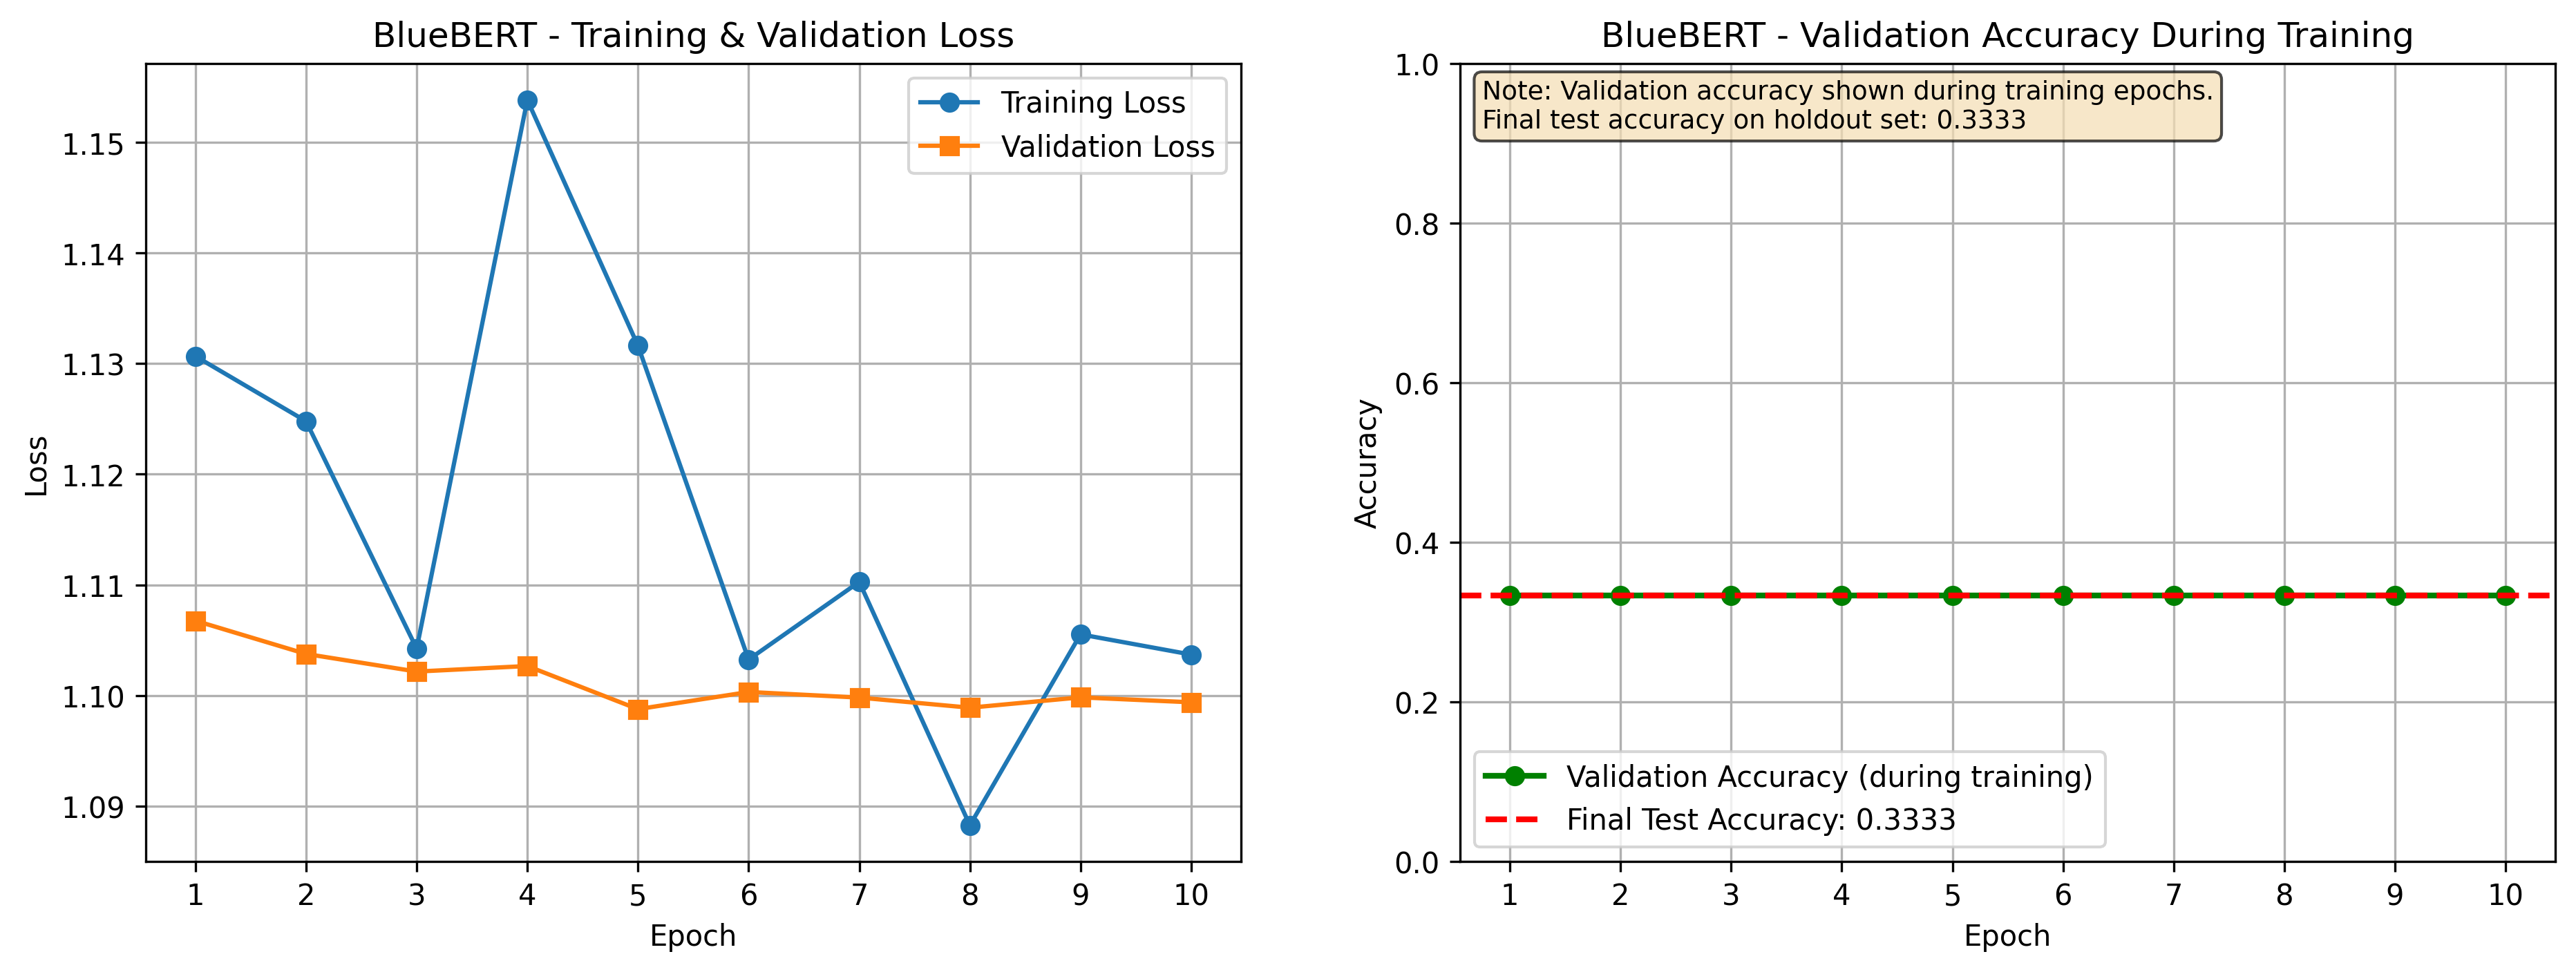 BlueBERT - Training & Validation Loss
Training Loss
Validation Loss
1.15
1.14
1.13
1.12
1.11
1.10
1.09
Loss
1 2 3 4 5 6 7 8 9 10
Epoch
BlueBERT - Validation Accuracy During Training
Note: Validation accuracy shown during training epochs.
Final test accuracy on holdout set: 0.3333
1.0
0.8
0.6
0.4
0.2
0.0
Accuracy
Validation Accuracy (during training)
Final Test Accuracy: 0.3333
1 2 3 4 5 6 7 8 9 10
Epoch